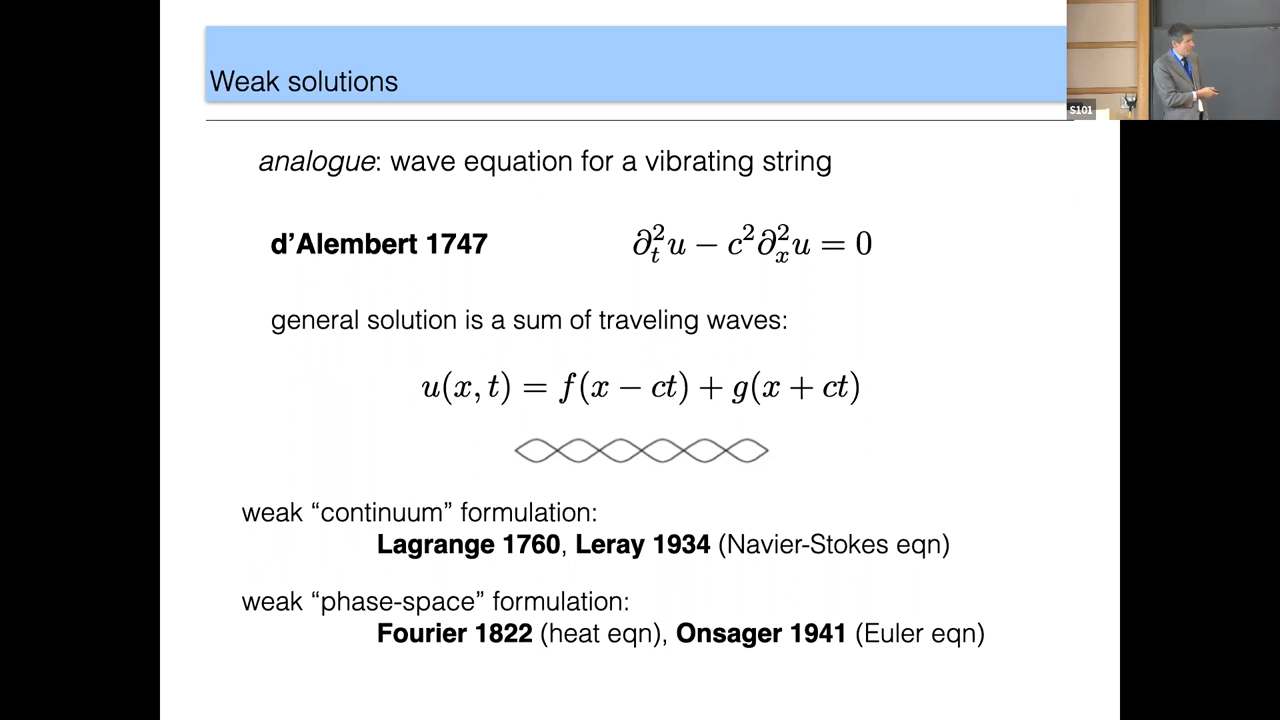 Weak solutions
S101
analogue: wave equation for a vibrating string
d’Alembert 1747 ∂_t^2 u − c^2 ∂_x^2 u = 0
general solution is a sum of traveling waves:
u(x, t) = f(x − ct) + g(x + ct)
weak “continuum” formulation:
Lagrange 1760, Leray 1934 (Navier-Stokes eqn)
weak “phase-space” formulation:
Fourier 1822 (heat eqn), Onsager 1941 (Euler eqn)